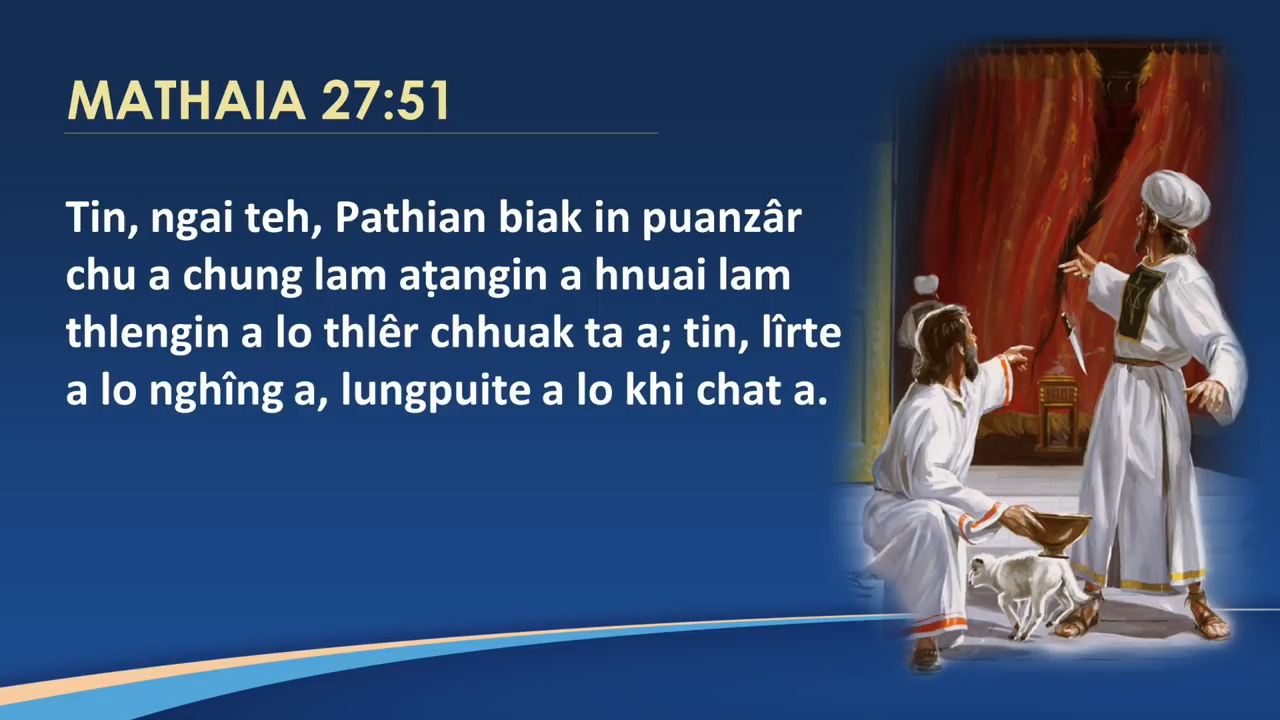 MATHAIA 27:51
Tin, ngai teh, Pathian biak in puanzâr
chu a chung lam aṭangin a hnuai lam
thlengin a lo thlêr chhuak ta a; tin, lîrte
a lo nghîng a, lungpuite a lo khi chat a.